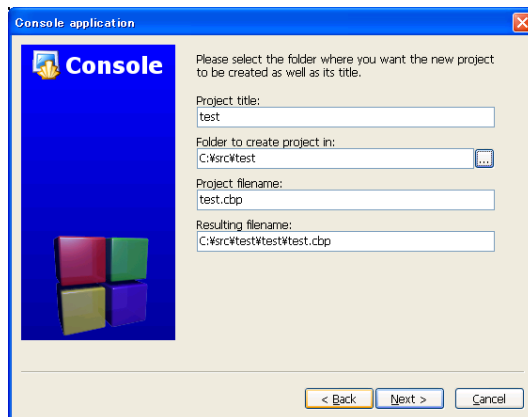 Console application
Console
Please select the folder where you want the new project
to be created as well as its title.
Project title:
test
Folder to create project in:
C:¥src¥test
...
Project filename:
test.cbp
Resulting filename:
C:¥src¥test¥test¥test.cbp
< Back
Next >
Cancel